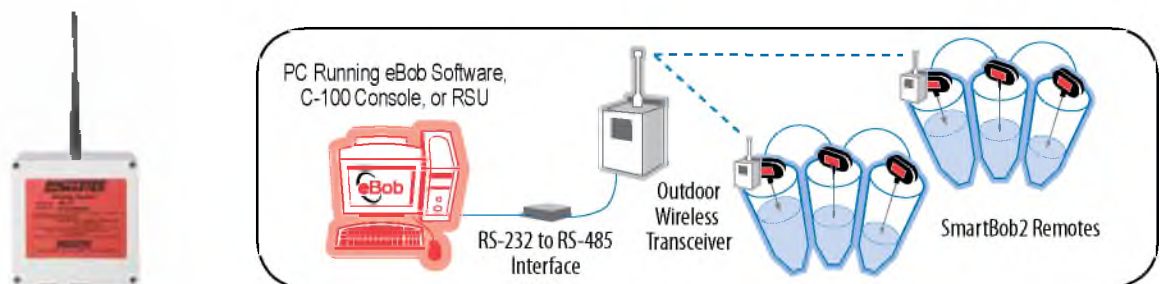 PC Running eBob Software,
C-100 Console, or RSU
eBob
RS-232 to RS-485
Interface
Outdoor
Wireless
Transceiver
SmartBob2 Remotes